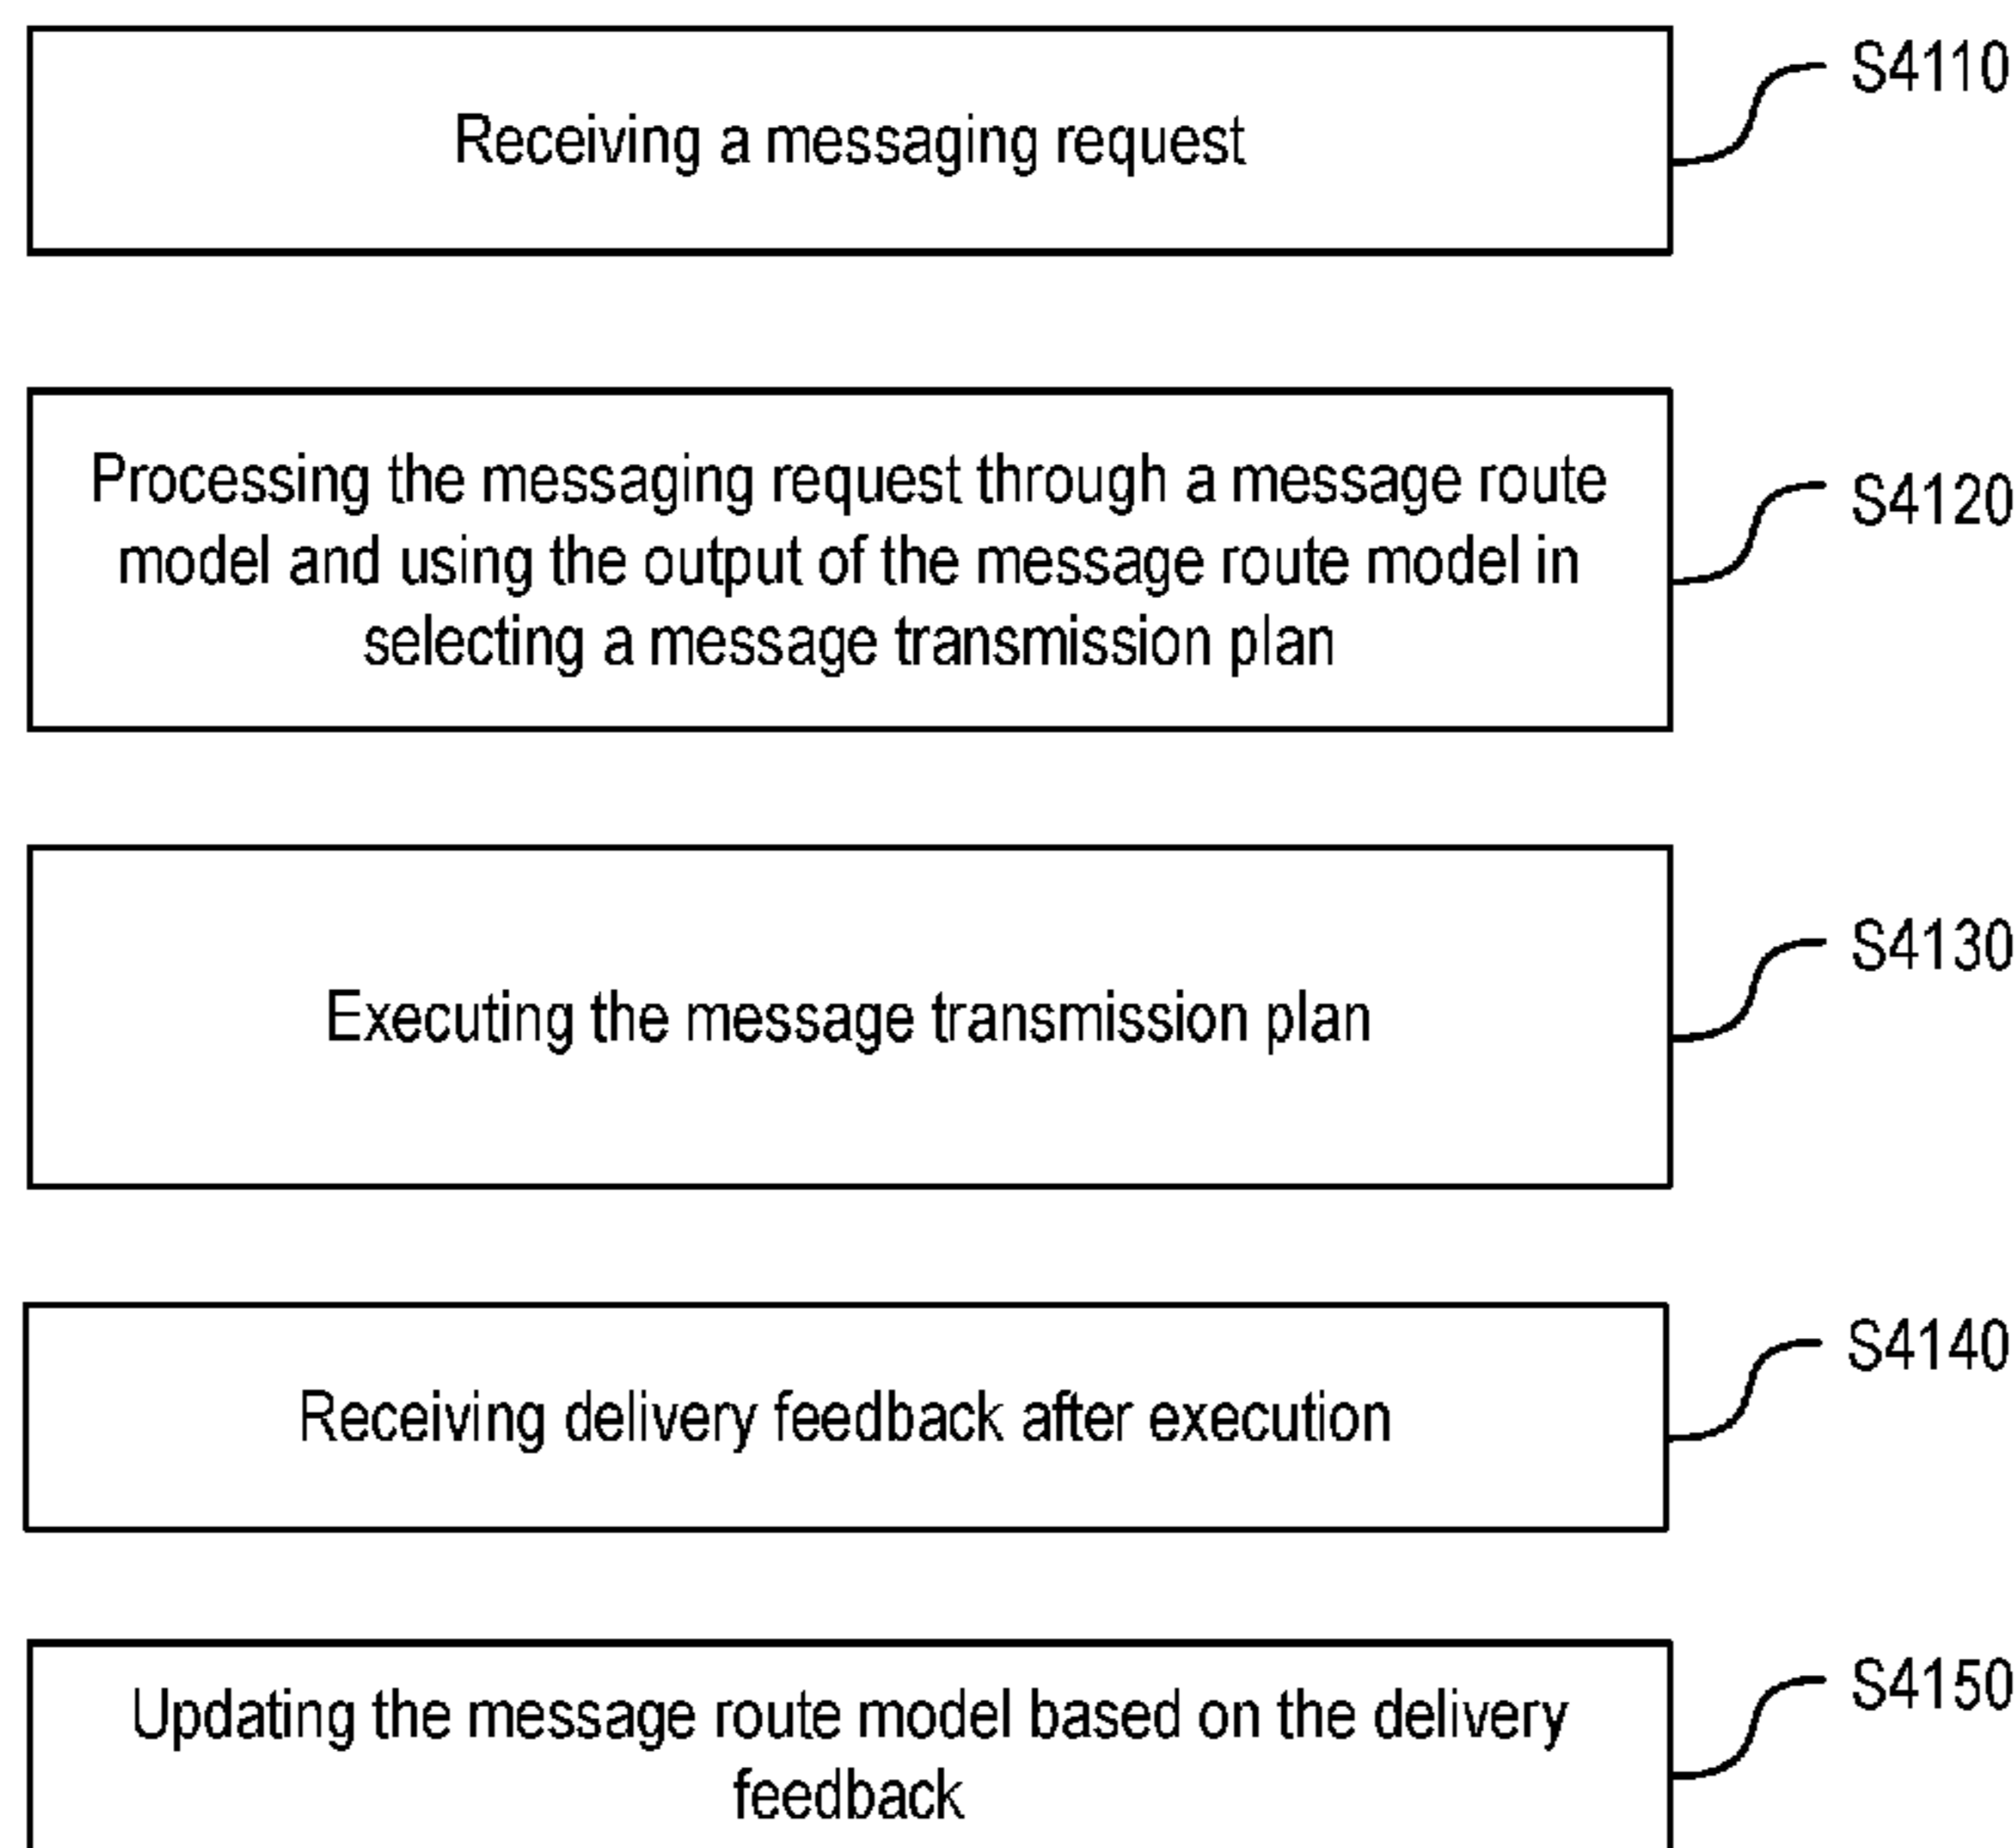 S4110
Receiving a messaging request
Processing the messaging request through a message route
S4120
model and using the output of the message route model in
selecting a message transmission plan
S4130
Executing the message transmission plan
S4140
Receiving delivery feedback after execution
S4150
Updating the message route model based on the delivery
feedback